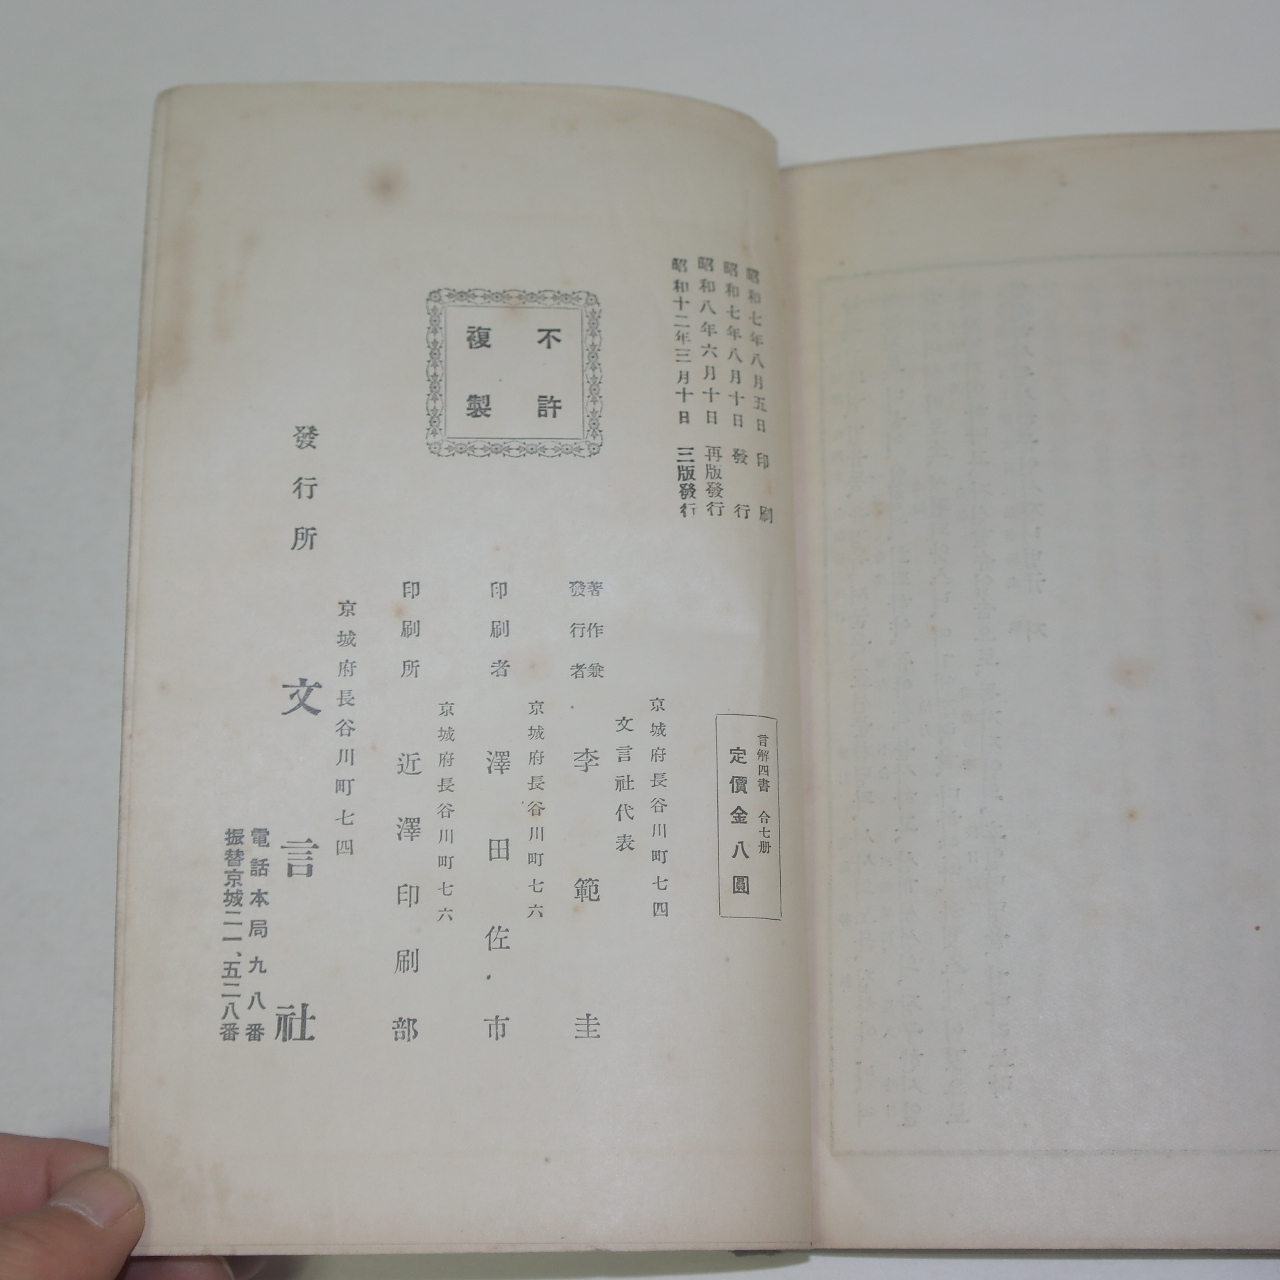 昭和七年八月五日 印刷
昭和七年八月十日 發行
昭和八年六月十日 再版發行
昭和十二年三月十日 三版發行
言解四書 合七册
定價金八圓
不許
複製
京城府長谷川町七四
文言社代表
著作兼
發行者 李範圭
京城府長谷川町七六
印刷者 澤田佐市
京城府長谷川町七六
印刷所 近澤印刷部
京城府長谷川町七四
發行所 文言社
電話本局九八番
振替京城二一、五二八番